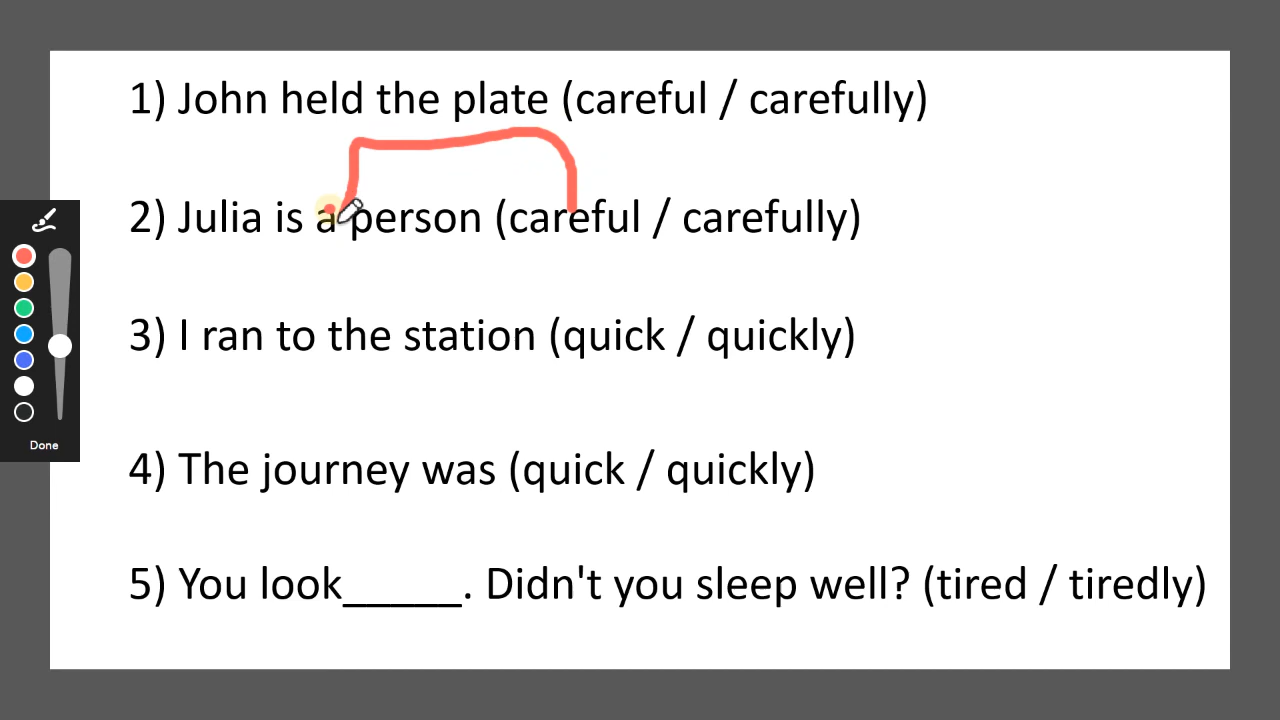 1) John held the plate (careful / carefully)
2) Julia is a person (careful / carefully)
3) I ran to the station (quick / quickly)
4) The journey was (quick / quickly)
Done
5) You look_____. Didn't you sleep well? (tired / tiredly)